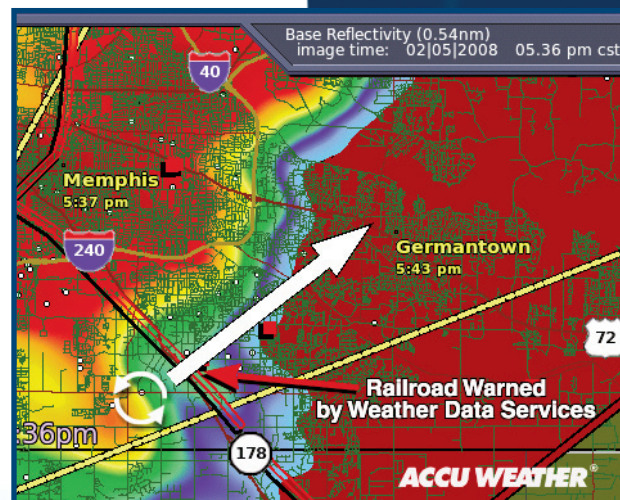 Base Reflectivity (0.54nm)
image time: 02|05|2008 05.36 pm cst
40
Memphis
5:37 pm
240
Germantown
5:43 pm
72
Railroad Warned
by Weather Data Services
36pm
178
ACCU WEATHER®